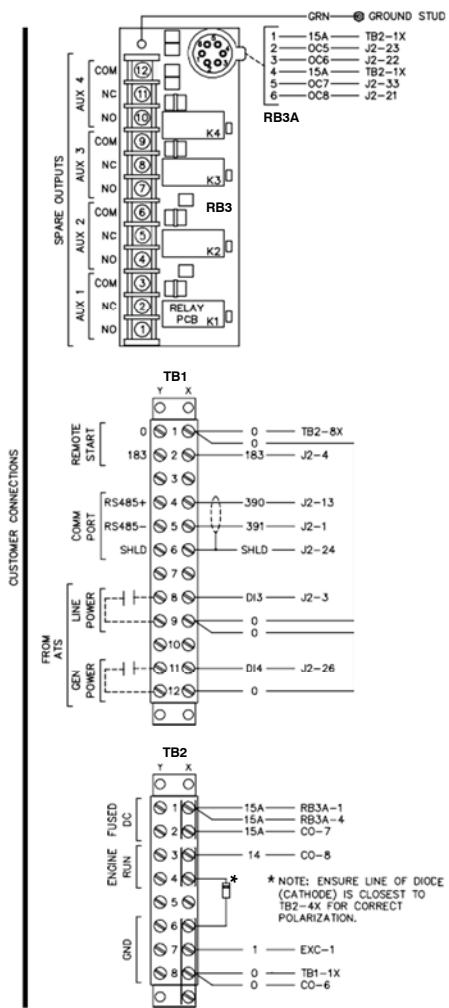 GRN GROUND STUD
1 15A TB2-1X
2 OC5 J2-23
3 OC6 J2-22
4 15A TB2-1X
5 OC7 J2-33
6 OC8 J2-21
RB3A
CUSTOMER CONNECTIONS
SPARE OUTPUTS
AUX 4
COM 12
NC 11
NO 10
K4
AUX 3
COM 9
NC 8
NO 7
K3
RB3
AUX 2
COM 6
NC 5
NO 4
K2
AUX 1
COM 3
NC 2
NO 1
RELAY
PCB
K1
TB1
Y X
REMOTE
START
0 1 0 TB2-8X
0
183 2 183 J2-4
3
COMM
PORT
RS485+ 4 390 J2-13
RS485- 5 391 J2-1
SHLD 6 SHLD J2-24
7
FROM
ATS
LINE
POWER
8 DI3 J2-3
9 0
0
10
GEN
POWER
11 DI4 J2-26
12 0
TB2
Y X
FUSED
DC
1 15A RB3A-1
15A RB3A-4
2 15A CO-7
ENGINE
RUN
3 14 CO-8
4 *
5
GND
6
7 1 EXC-1
8 0 TB1-1X
0 CO-6
* NOTE: ENSURE LINE OF DIODE
(CATHODE) IS CLOSEST TO
TB2-4X FOR CORRECT
POLARIZATION.